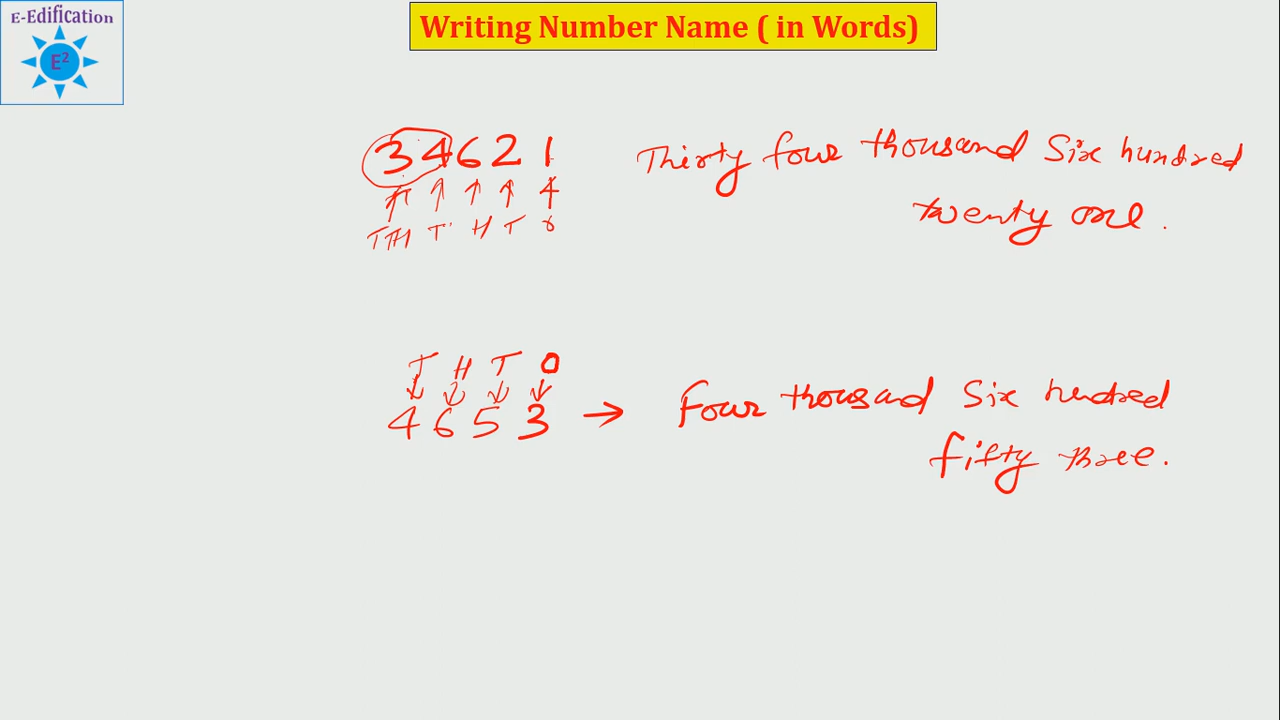 E-Edification
E²
Writing Number Name ( in Words)
34621 Thirty four thousand Six hundred
TTH T H T O twenty one.
T H T O
4653 → Four thousand Six hundred
fifty three.